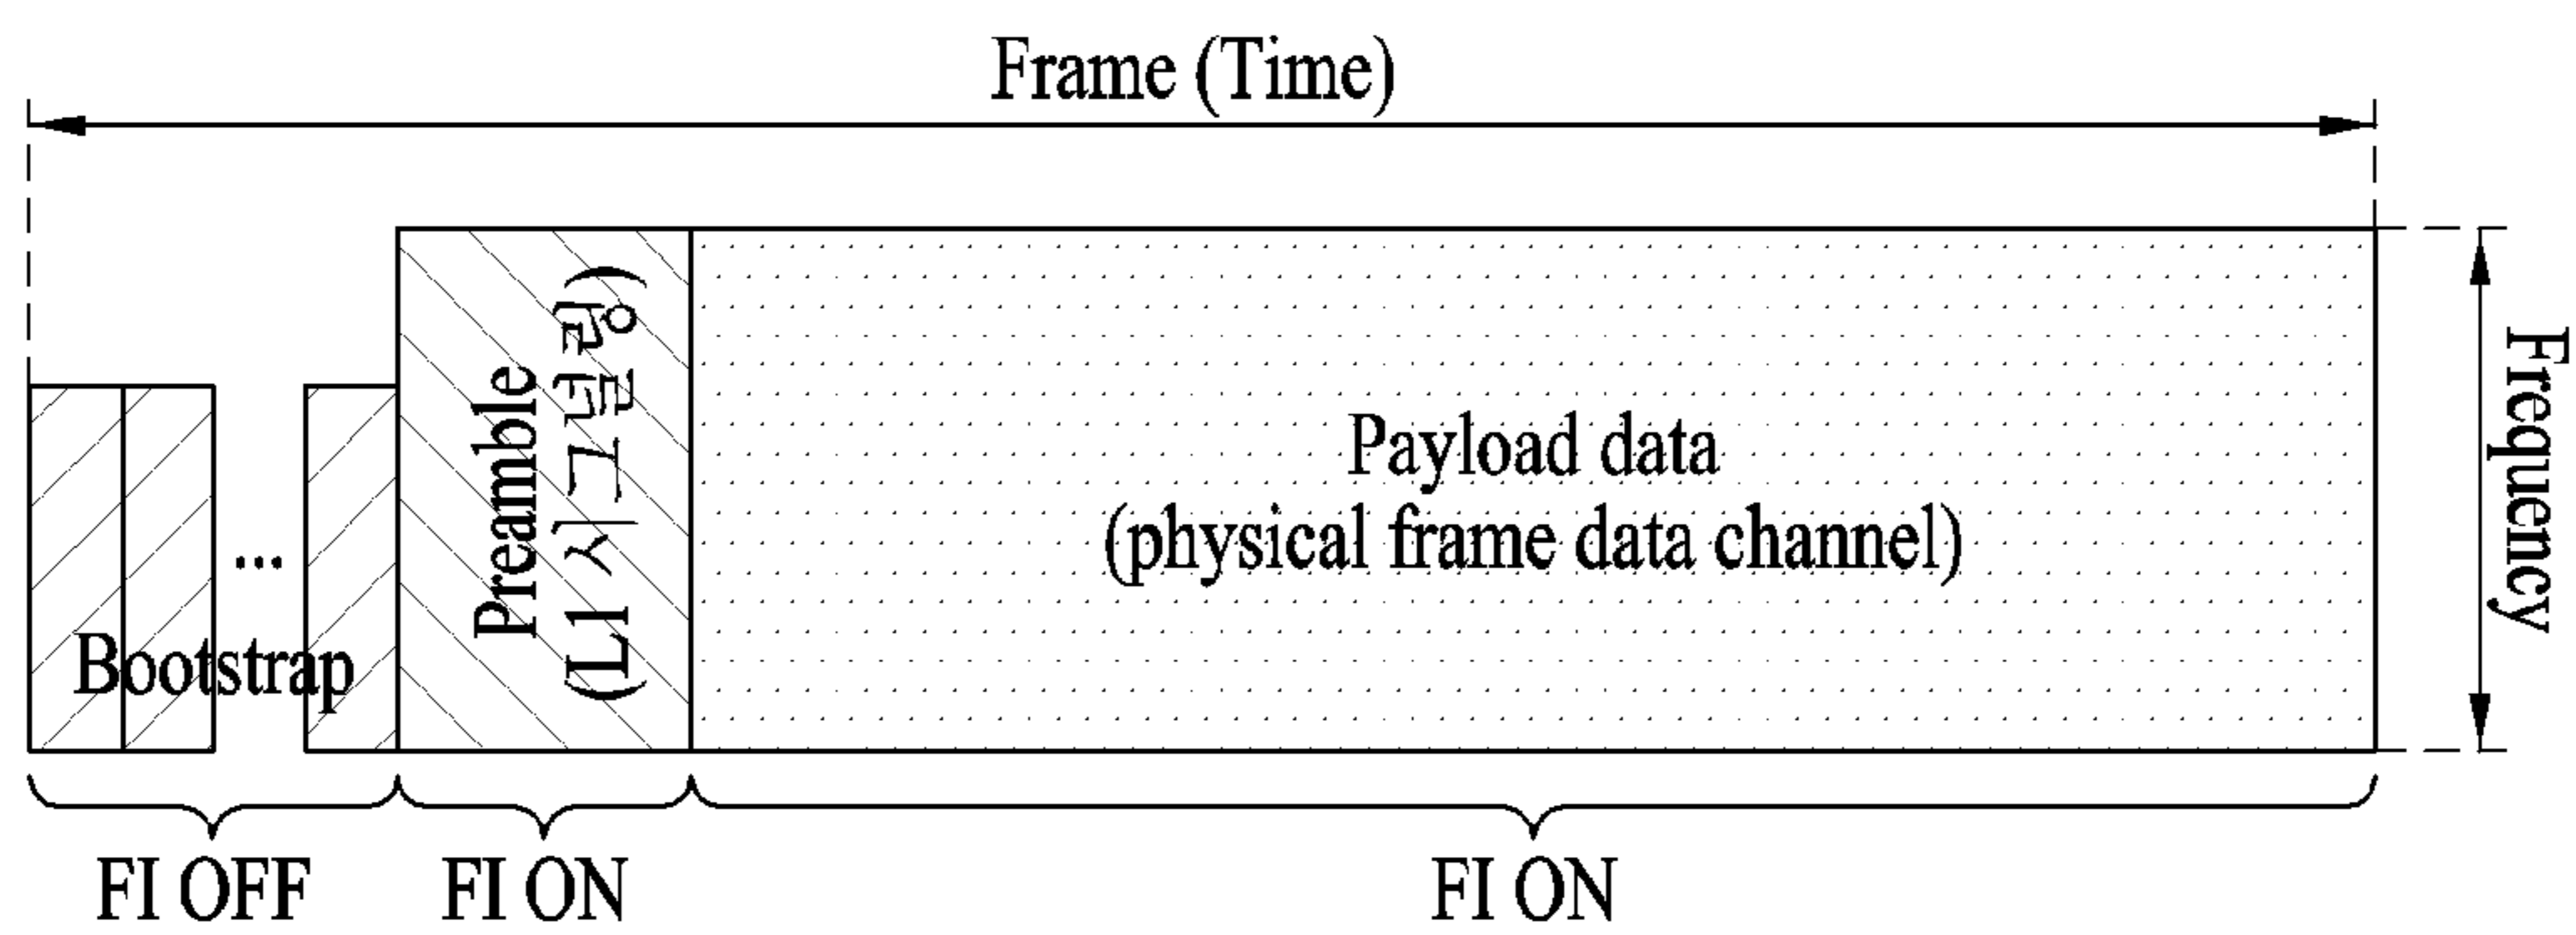 Frame (Time)
Preamble
(L1 시그널링)
Payload data
(physical frame data channel)
Frequency
...
Bootstrap
FI OFF
FI ON
FI ON